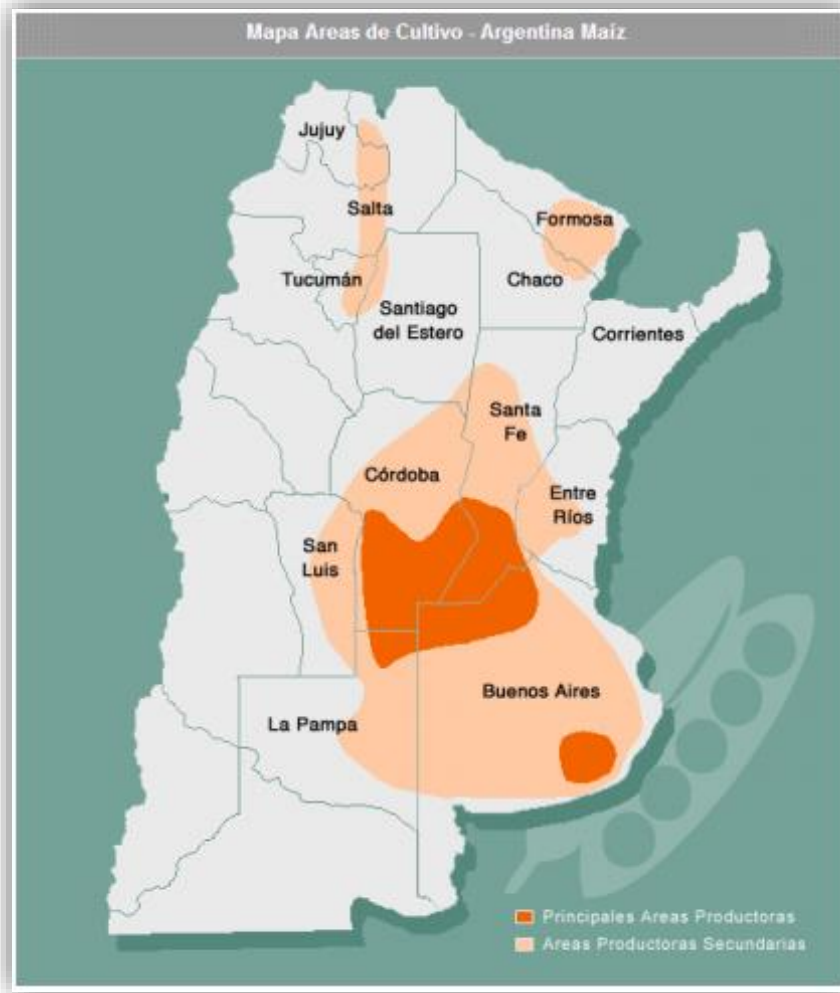 Mapa Areas de Cultivo - Argentina Maíz
Jujuy
Salta
Formosa
Tucumán
Chaco
Santiago
del Estero
Corrientes
Santa
Fe
Córdoba
Entre
Ríos
San
Luis
Buenos Aires
La Pampa
Principales Areas Productoras
Areas Productoras Secundarias